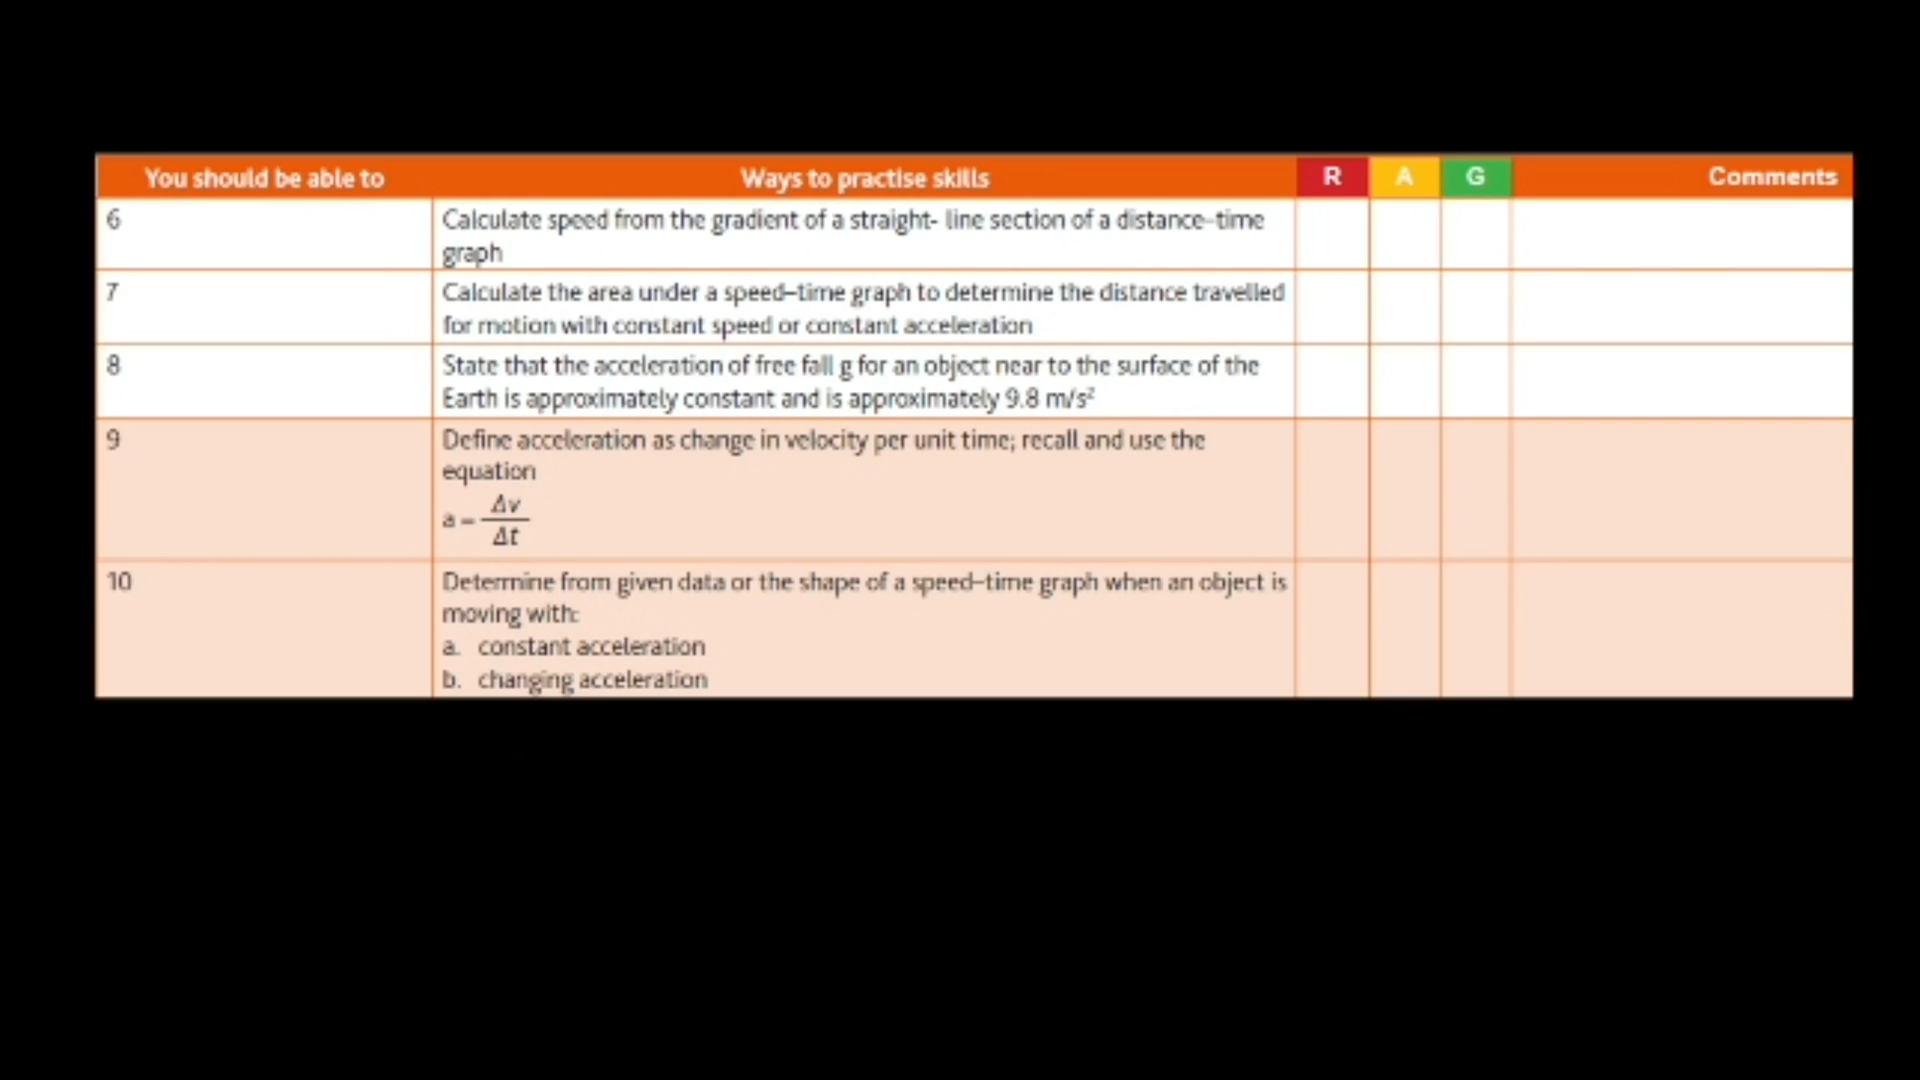 You should be able to Ways to practise skills R A G Comments
6 Calculate speed from the gradient of a straight- line section of a distance–time
graph
7 Calculate the area under a speed–time graph to determine the distance travelled
for motion with constant speed or constant acceleration
8 State that the acceleration of free fall g for an object near to the surface of the
Earth is approximately constant and is approximately 9.8 m/s²
9 Define acceleration as change in velocity per unit time; recall and use the
equation
a = Δv
Δt
10 Determine from given data or the shape of a speed–time graph when an object is
moving with:
a. constant acceleration
b. changing acceleration